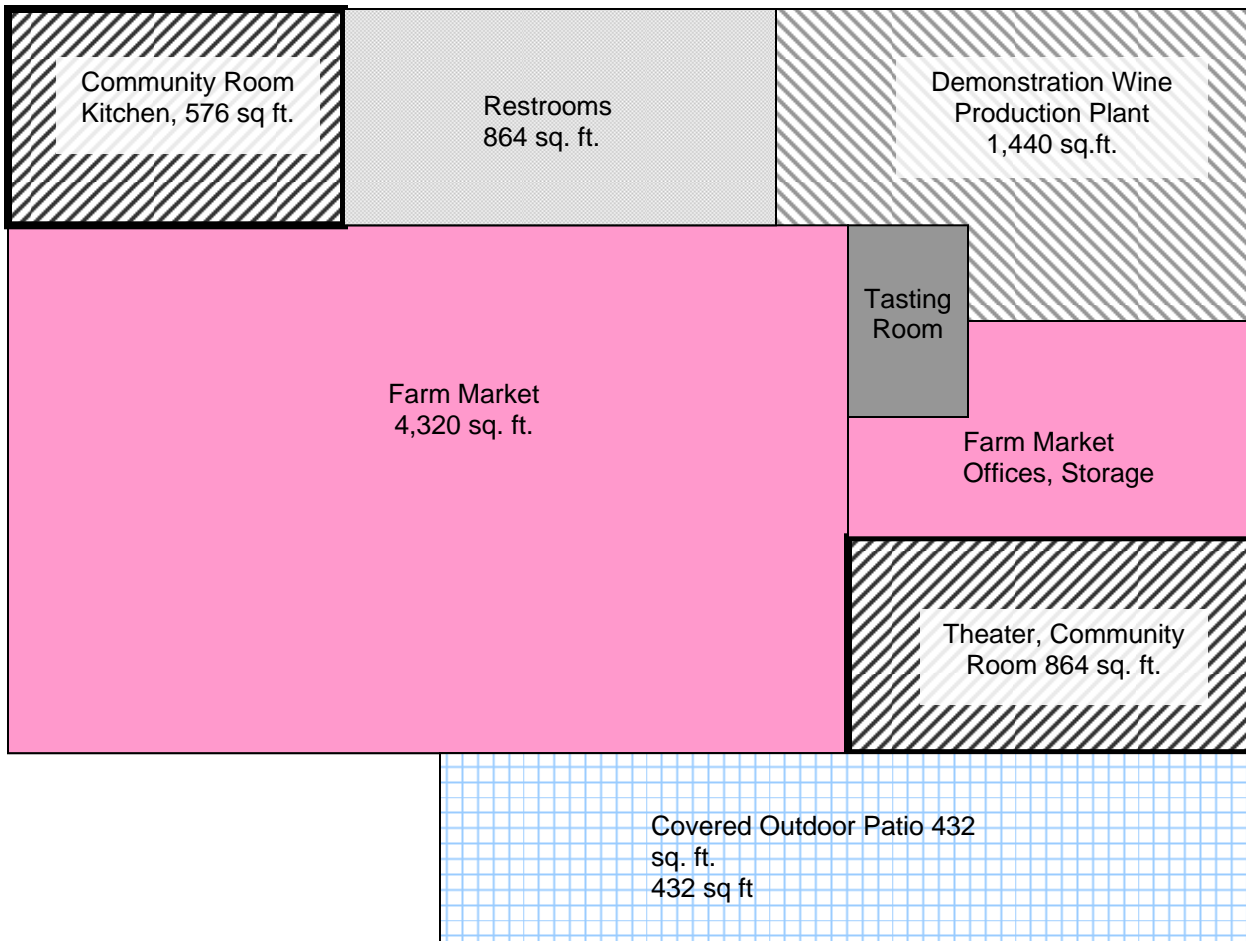 Community Room
Kitchen, 576 sq ft.
Restrooms
864 sq. ft.
Demonstration Wine
Production Plant
1,440 sq.ft.
Tasting
Room
Farm Market
4,320 sq. ft.
Farm Market
Offices, Storage
Theater, Community
Room 864 sq. ft.
Covered Outdoor Patio 432
sq. ft.
432 sq ft